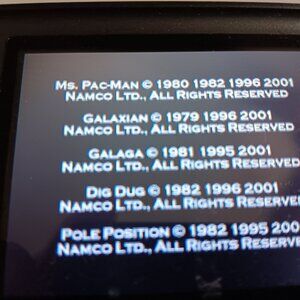 Ms. Pac-Man © 1980 1982 1996 2001
Namco Ltd., All Rights Reserved
Galaxian © 1979 1996 2001
Namco Ltd., All Rights Reserved
Galaga © 1981 1995 2001
Namco Ltd., All Rights Reserved
Dig Dug © 1982 1996 2001
Namco Ltd., All Rights Reserved
Pole Position © 1982 1995 200
Namco Ltd., All Rights Reserve